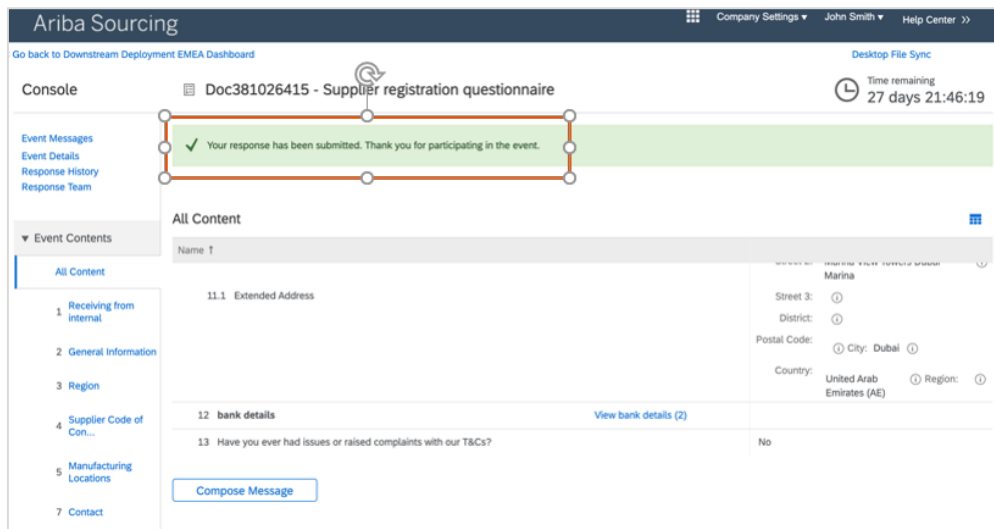 Ariba Sourcing
Company Settings ▾ John Smith ▾ Help Center >>
Go back to Downstream Deployment EMEA Dashboard
Desktop File Sync
Console
Doc381026415 - Supplier registration questionnaire
Time remaining
27 days 21:46:19
Event Messages
Event Details
Response History
Response Team
✓ Your response has been submitted. Thank you for participating in the event.
▼ Event Contents
All Content
1 Receiving from
internal
2 General Information
3 Region
4 Supplier Code of
Con...
5 Manufacturing
Locations
7 Contact
All Content
Name ↑
11.1 Extended Address
Marina View Towers Dubai
Marina
Street 3:
District:
Postal Code:
City: Dubai
Country:
United Arab
Emirates (AE)
Region:
12 bank details View bank details (2)
13 Have you ever had issues or raised complaints with our T&Cs? No
Compose Message